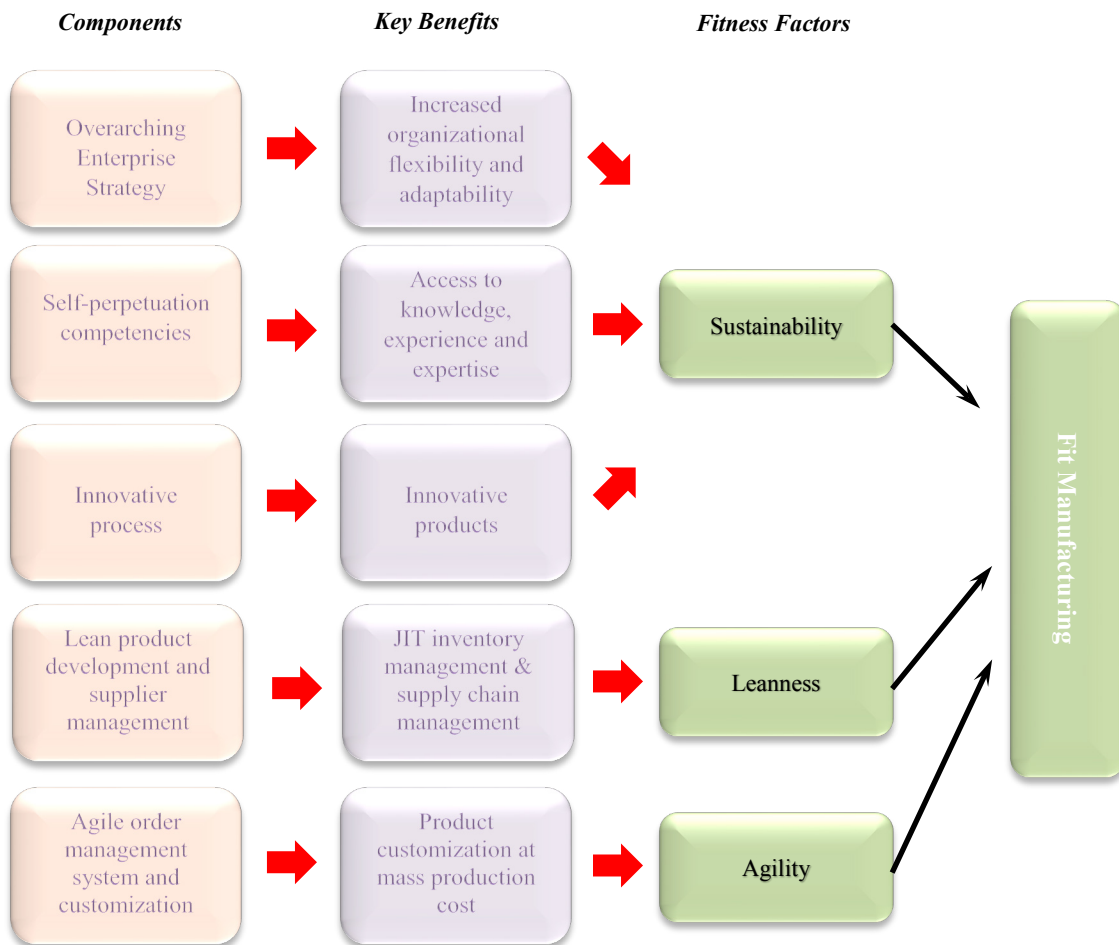 Components
Key Benefits
Fitness Factors
Overarching
Enterprise
Strategy
Increased
organizational
flexibility and
adaptability
Self-perpetuation
competencies
Access to
knowledge,
experience and
expertise
Sustainability
Innovative
process
Innovative
products
Lean product
development and
supplier
management
JIT inventory
management &
supply chain
management
Leanness
Agile order
management
system and
customization
Product
customization at
mass production
cost
Agility
Fit Manufacturing